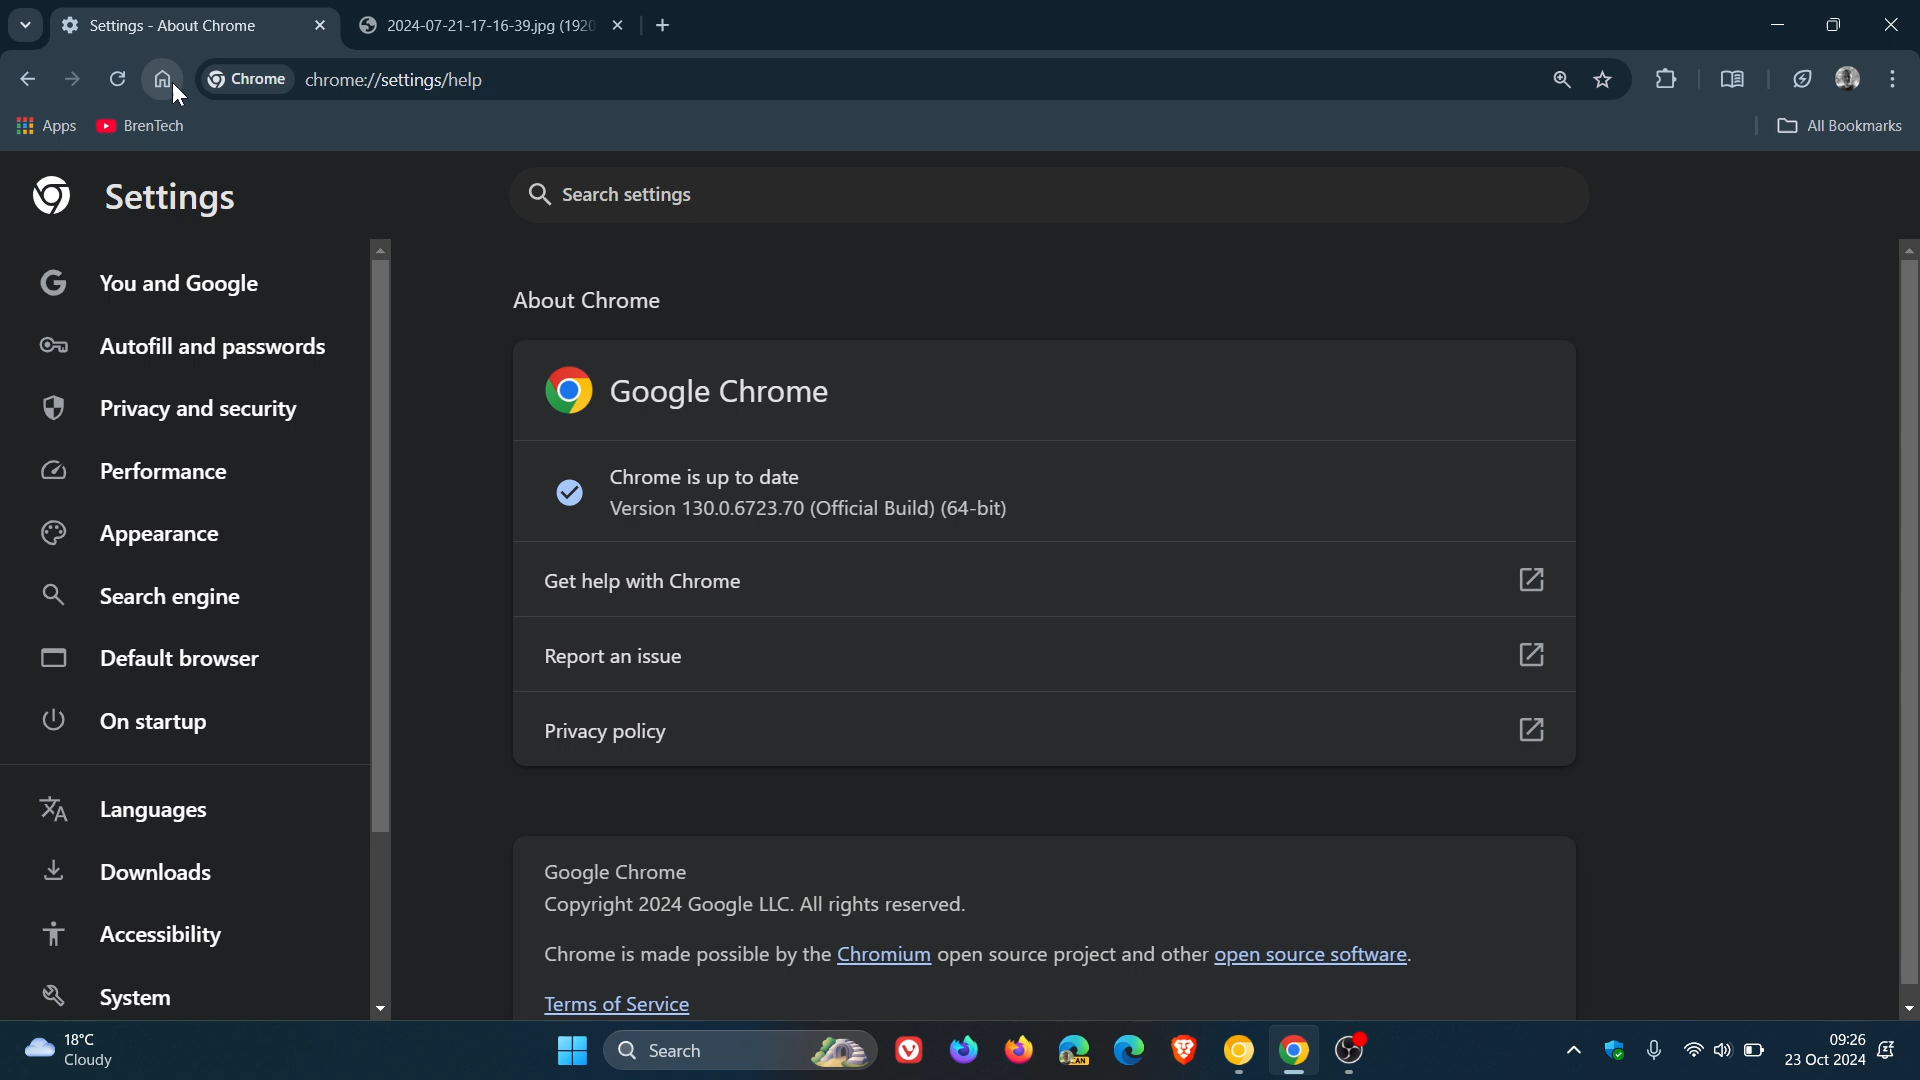 Settings - About Chrome
2024-07-21-17-16-39.jpg (1920
Chrome
chrome://settings/help
Apps
BrenTech
All Bookmarks
Settings
Search settings
You and Google
Autofill and passwords
Privacy and security
Performance
Appearance
Search engine
Default browser
On startup
Languages
Downloads
Accessibility
System
About Chrome
Google Chrome
Chrome is up to date
Version 130.0.6723.70 (Official Build) (64-bit)
Get help with Chrome
Report an issue
Privacy policy
Google Chrome
Copyright 2024 Google LLC. All rights reserved.
Chrome is made possible by the Chromium open source project and other open source software.
Terms of Service
18°C
Cloudy
Search
CAN
09:26
23 Oct 2024